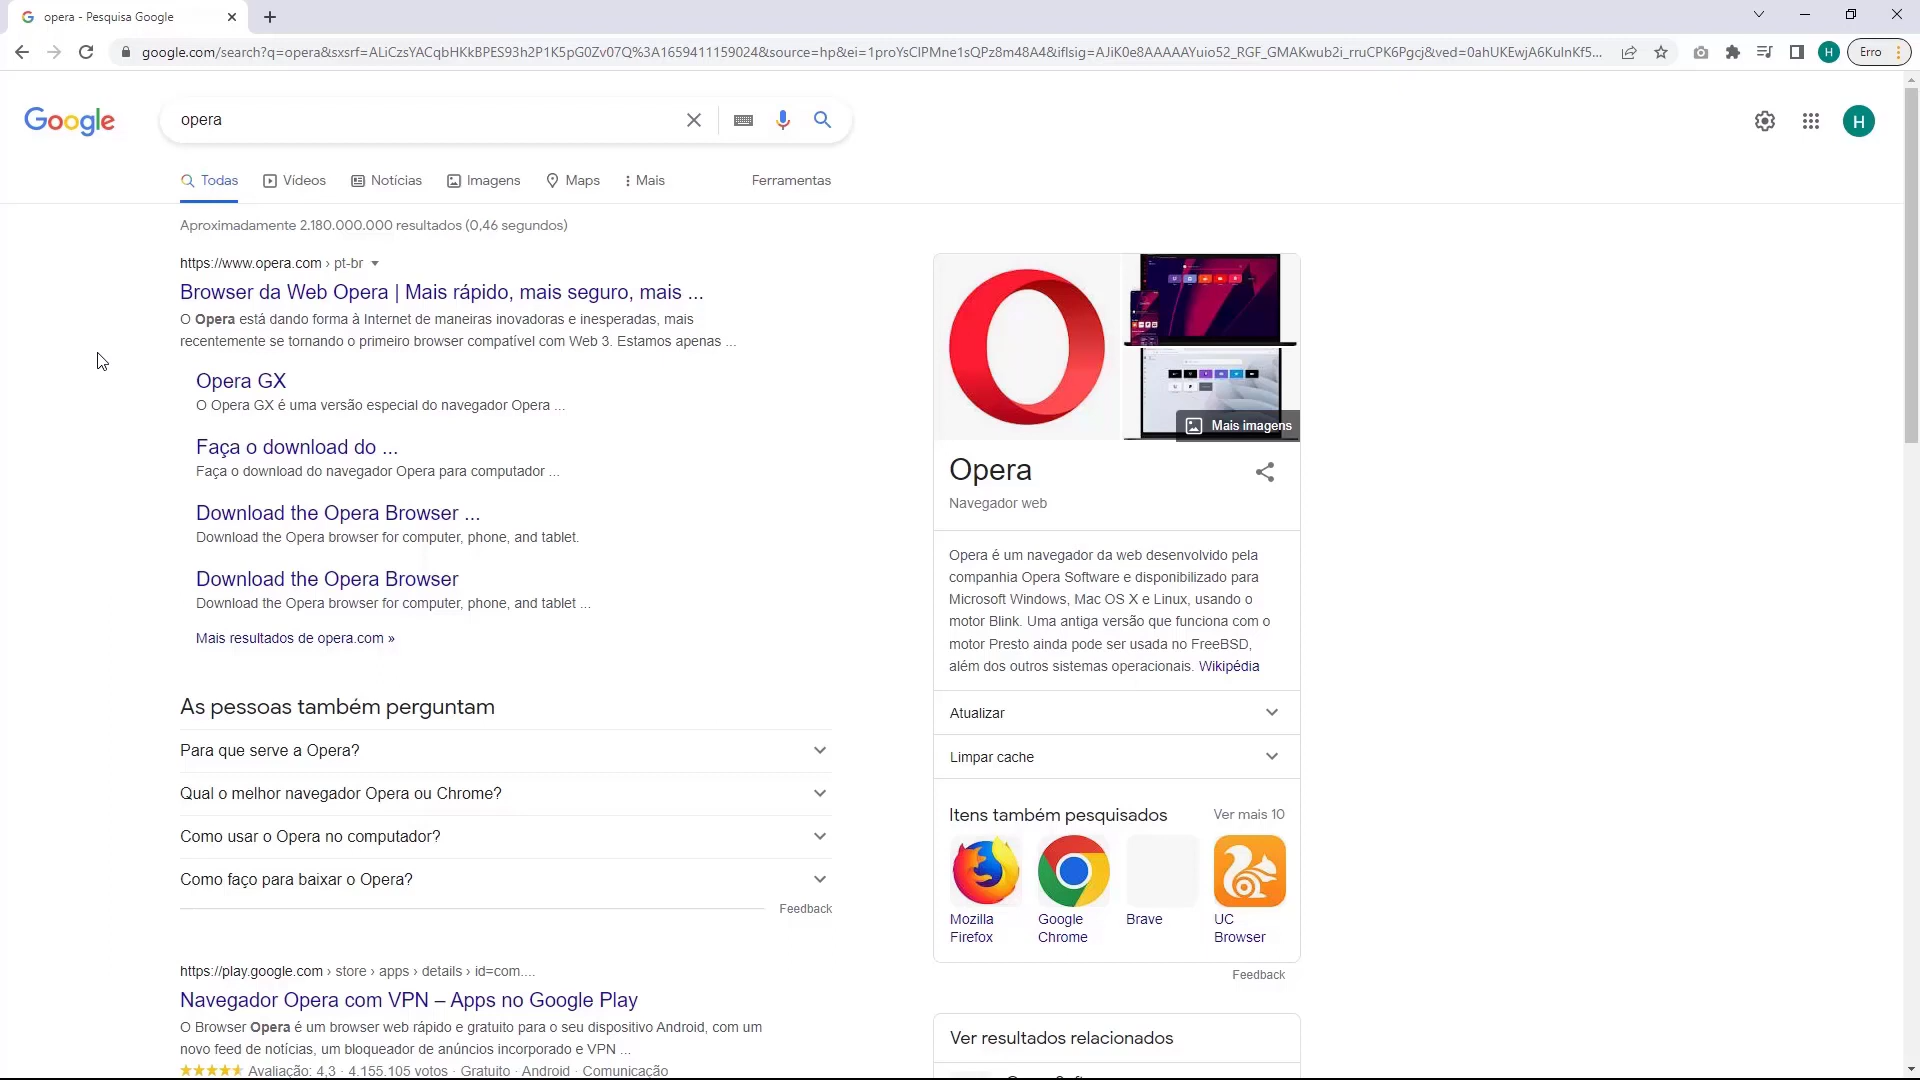 opera - Pesquisa Google
google.com/search?q=opera&sxsrf=ALiCzsYACqbHKkBPES93h2P1K5pG0Zv07Q%3A1659411159024&source=hp&ei=1proYsClPMne1sQPz8m48A4&iflsig=AJiK0e8AAAAAYuio52_RGF_GMAKwub2i_rruCPK6Pgcj&ved=0ahUKEwjA6KulnKf5...
H
Erro
Google
opera
H
Todas
Vídeos
Notícias
Imagens
Maps
Mais
Ferramentas
Aproximadamente 2.180.000.000 resultados (0,46 segundos)
https://www.opera.com › pt-br
Browser da Web Opera | Mais rápido, mais seguro, mais ...
O Opera está dando forma à Internet de maneiras inovadoras e inesperadas, mais
recentemente se tornando o primeiro browser compatível com Web 3. Estamos apenas ...
Opera GX
O Opera GX é uma versão especial do navegador Opera ...
Faça o download do ...
Faça o download do navegador Opera para computador ...
Download the Opera Browser ...
Download the Opera browser for computer, phone, and tablet.
Download the Opera Browser
Download the Opera browser for computer, phone, and tablet ...
Mais resultados de opera.com »
As pessoas também perguntam
Para que serve a Opera?
Qual o melhor navegador Opera ou Chrome?
Como usar o Opera no computador?
Como faço para baixar o Opera?
Feedback
https://play.google.com › store › apps › details › id=com....
Navegador Opera com VPN – Apps no Google Play
O Browser Opera é um browser web rápido e gratuito para o seu dispositivo Android, com um
novo feed de notícias, um bloqueador de anúncios incorporado e VPN ...
Avaliação: 4,3 · 4.155.105 votos · Gratuito · Android · Comunicação
Mais imagens
Opera
Navegador web
Opera é um navegador da web desenvolvido pela
companhia Opera Software e disponibilizado para
Microsoft Windows, Mac OS X e Linux, usando o
motor Blink. Uma antiga versão que funciona com o
motor Presto ainda pode ser usada no FreeBSD,
além dos outros sistemas operacionais. Wikipédia
Atualizar
Limpar cache
Itens também pesquisados
Ver mais 10
Mozilla
Firefox
Google
Chrome
Brave
UC
Browser
Feedback
Ver resultados relacionados